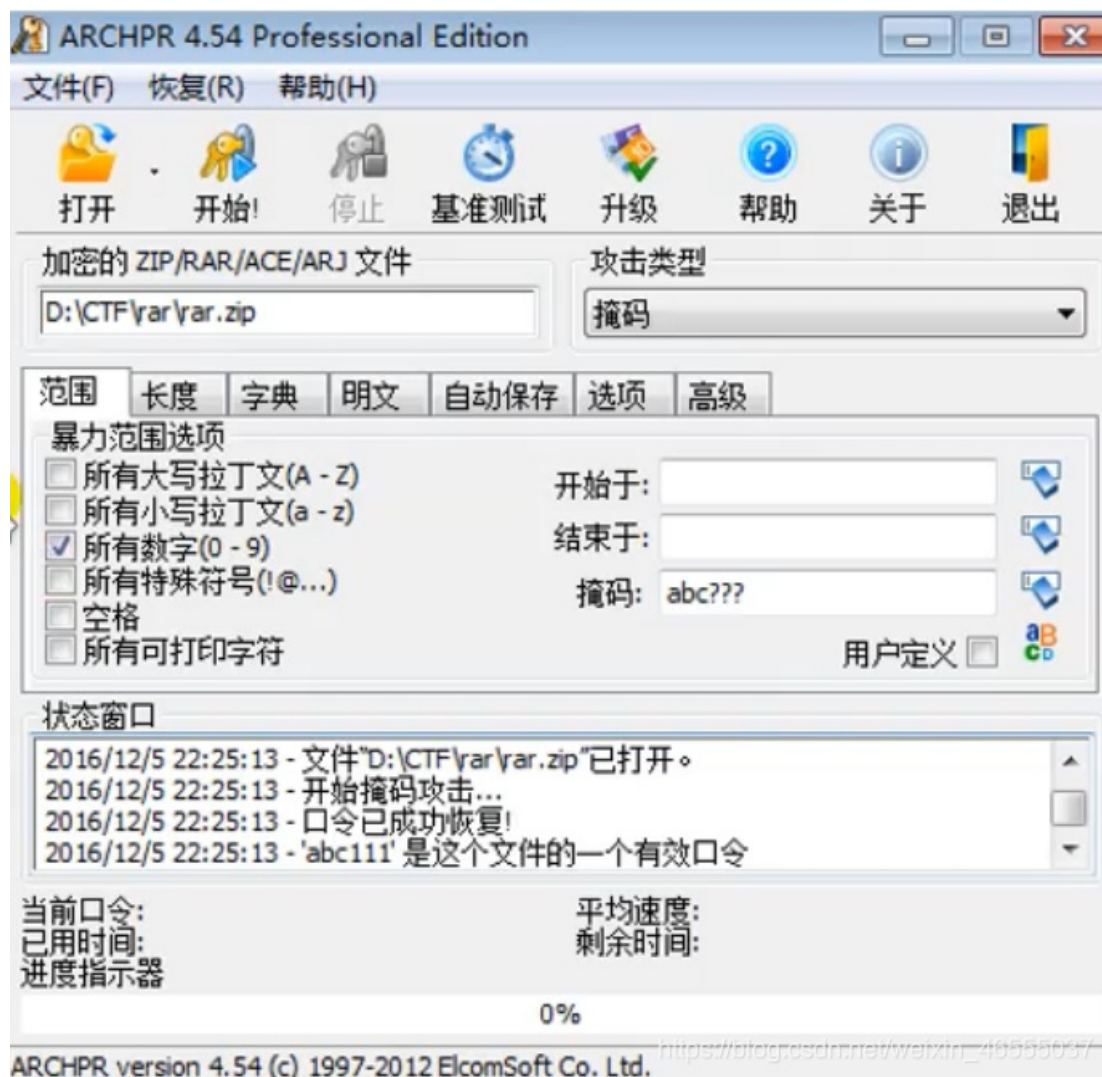 ARCHPR 4.54 Professional Edition
文件(F) 恢复(R) 帮助(H)
打开 开始! 停止 基准测试 升级 帮助 关于 退出
加密的 ZIP/RAR/ACE/ARJ 文件 攻击类型
D:\CTF\rar\rar.zip 掩码
范围 长度 字典 明文 自动保存 选项 高级
暴力范围选项
所有大写拉丁文(A - Z) 开始于:
所有小写拉丁文(a - z)
所有数字(0 - 9) 结束于:
所有特殊符号(!@...) 掩码: abc???
空格
所有可打印字符 用户定义
状态窗口
2016/12/5 22:25:13 - 文件"D:\CTF\rar\rar.zip"已打开。
2016/12/5 22:25:13 - 开始掩码攻击...
2016/12/5 22:25:13 - 口令已成功恢复!
2016/12/5 22:25:13 - 'abc111' 是这个文件的一个有效口令
当前口令: 平均速度:
已用时间: 剩余时间:
进度指示器
0%
https://blog.csdn.net/weixin_46555037
ARCHPR version 4.54 (c) 1997-2012 ElcomSoft Co. Ltd.